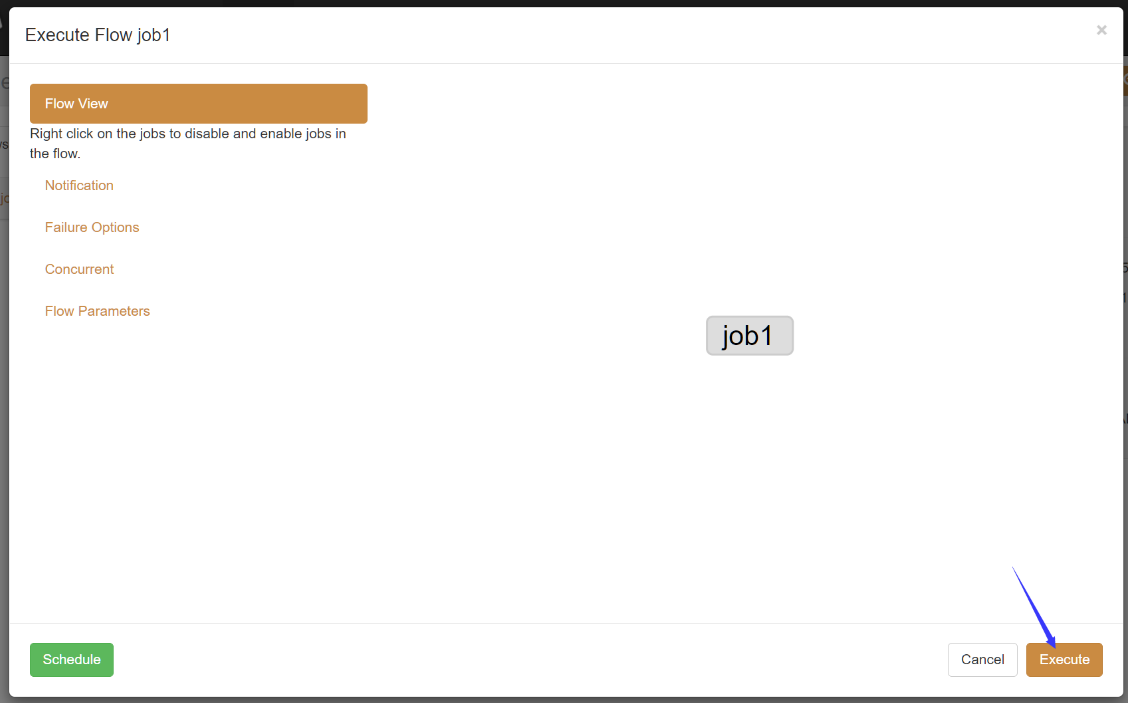 Execute Flow job1
×
Flow View
Right click on the jobs to disable and enable jobs in
the flow.
Notification
Failure Options
Concurrent
Flow Parameters
job1
Schedule
Cancel
Execute